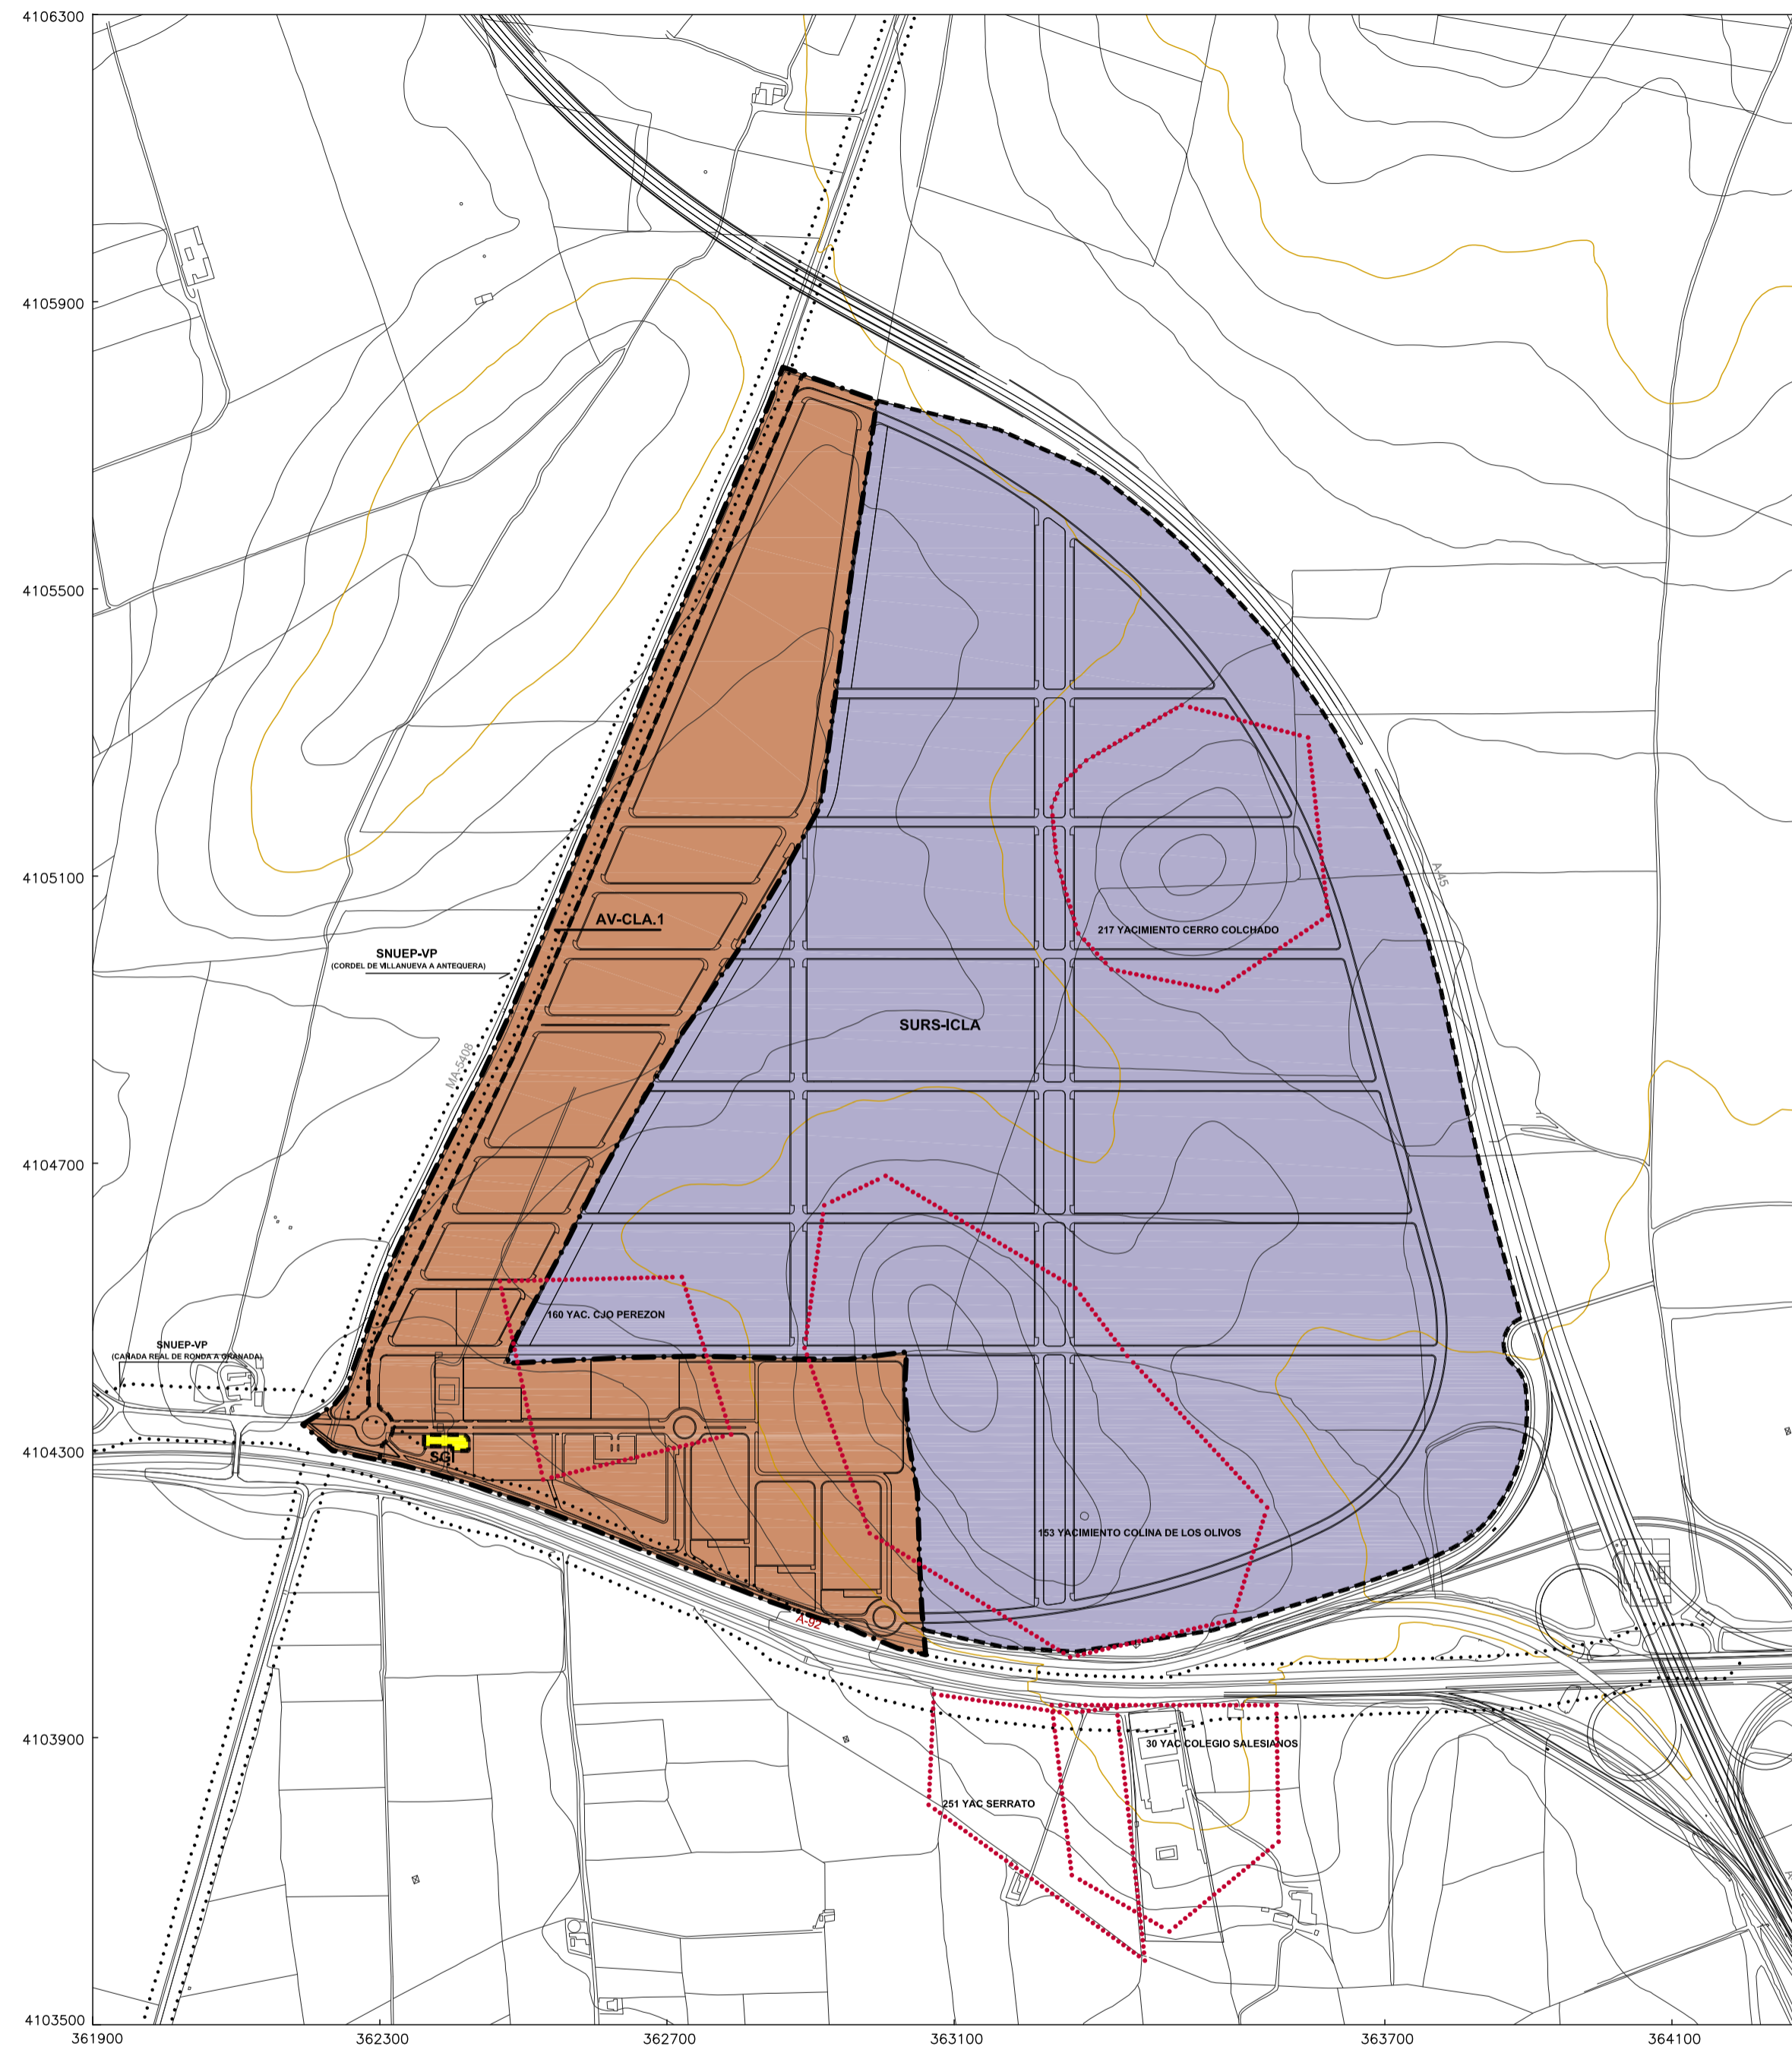 4106300
4105900
4105500
4105100
AV-CLA.1
A-45
217 YACIMIENTO CERRO COLCHADO
SNUEP-VP
(CORDEL DE VILLANUEVA A ANTEQUERA)
SURS-ICLA
MA-5408
4104700
160 YAC. CJO PEREZON
SNUEP-VP
(CAÑADA REAL DE RONDA A GRANADA)
4104300
SGI
153 YACIMIENTO COLINA DE LOS OLIVOS
A-92
4103900
30 YAC COLEGIO SALESIANOS
251 YAC SERRATO
4103500
361900
362300
362700
363100
363700
364100